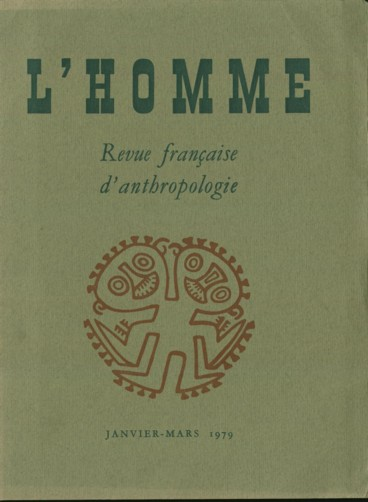 L'HOMME
Revue française
d'anthropologie
JANVIER-MARS 1979